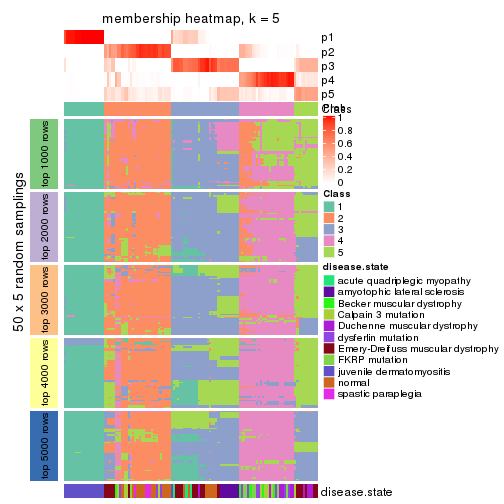 membership heatmap, k = 5
p1
p2
p3
p4
p5
Class
Class
1
0.8
0.6
0.4
0.2
0
Class
1
2
3
4
5
disease.state
acute quadriplegic myopathy
amyotophic lateral sclerosis
Becker muscular dystrophy
Calpain 3 mutation
Duchenne muscular dystrophy
dysferlin mutation
Emery-Dreifuss muscular dystrophy
FKRP mutation
juvenile dermatomyositis
normal
spastic paraplegia
50 x 5 random samplings
top 1000 rows
top 2000 rows
top 3000 rows
top 4000 rows
top 5000 rows
disease.state